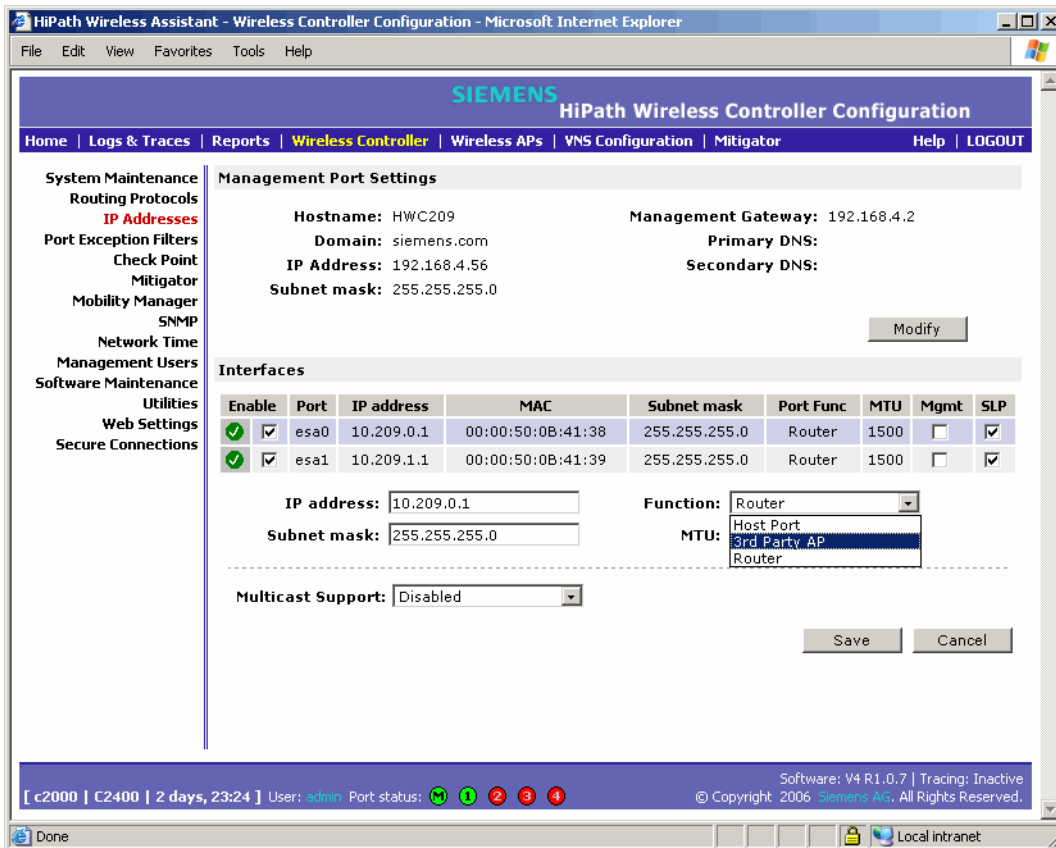 HiPath Wireless Assistant - Wireless Controller Configuration - Microsoft Internet Explorer
File Edit View Favorites Tools Help
SIEMENS
HiPath Wireless Controller Configuration
Home | Logs & Traces | Reports | Wireless Controller | Wireless APs | VNS Configuration | Mitigator Help | LOGOUT
System Maintenance
Routing Protocols
IP Addresses
Port Exception Filters
Check Point
Mitigator
Mobility Manager
SNMP
Network Time
Management Users
Software Maintenance
Utilities
Web Settings
Secure Connections
Management Port Settings
Hostname: HWC209 Management Gateway: 192.168.4.2
Domain: siemens.com Primary DNS:
IP Address: 192.168.4.56 Secondary DNS:
Subnet mask: 255.255.255.0
Modify
Interfaces
Enable Port IP address MAC Subnet mask Port Func MTU Mgmt SLP
esa0 10.209.0.1 00:00:50:0B:41:38 255.255.255.0 Router 1500
esa1 10.209.1.1 00:00:50:0B:41:39 255.255.255.0 Router 1500
IP address: 10.209.0.1 Function: Router
Subnet mask: 255.255.255.0 MTU:
Host Port
3rd Party AP
Router
Multicast Support: Disabled
Save Cancel
Software: V4 R1.0.7 | Tracing: Inactive
[ c2000 | C2400 | 2 days, 23:24 ] User: admin Port status: M 1 2 3 4 © Copyright 2006 Siemens AG. All Rights Reserved.
Done Local intranet